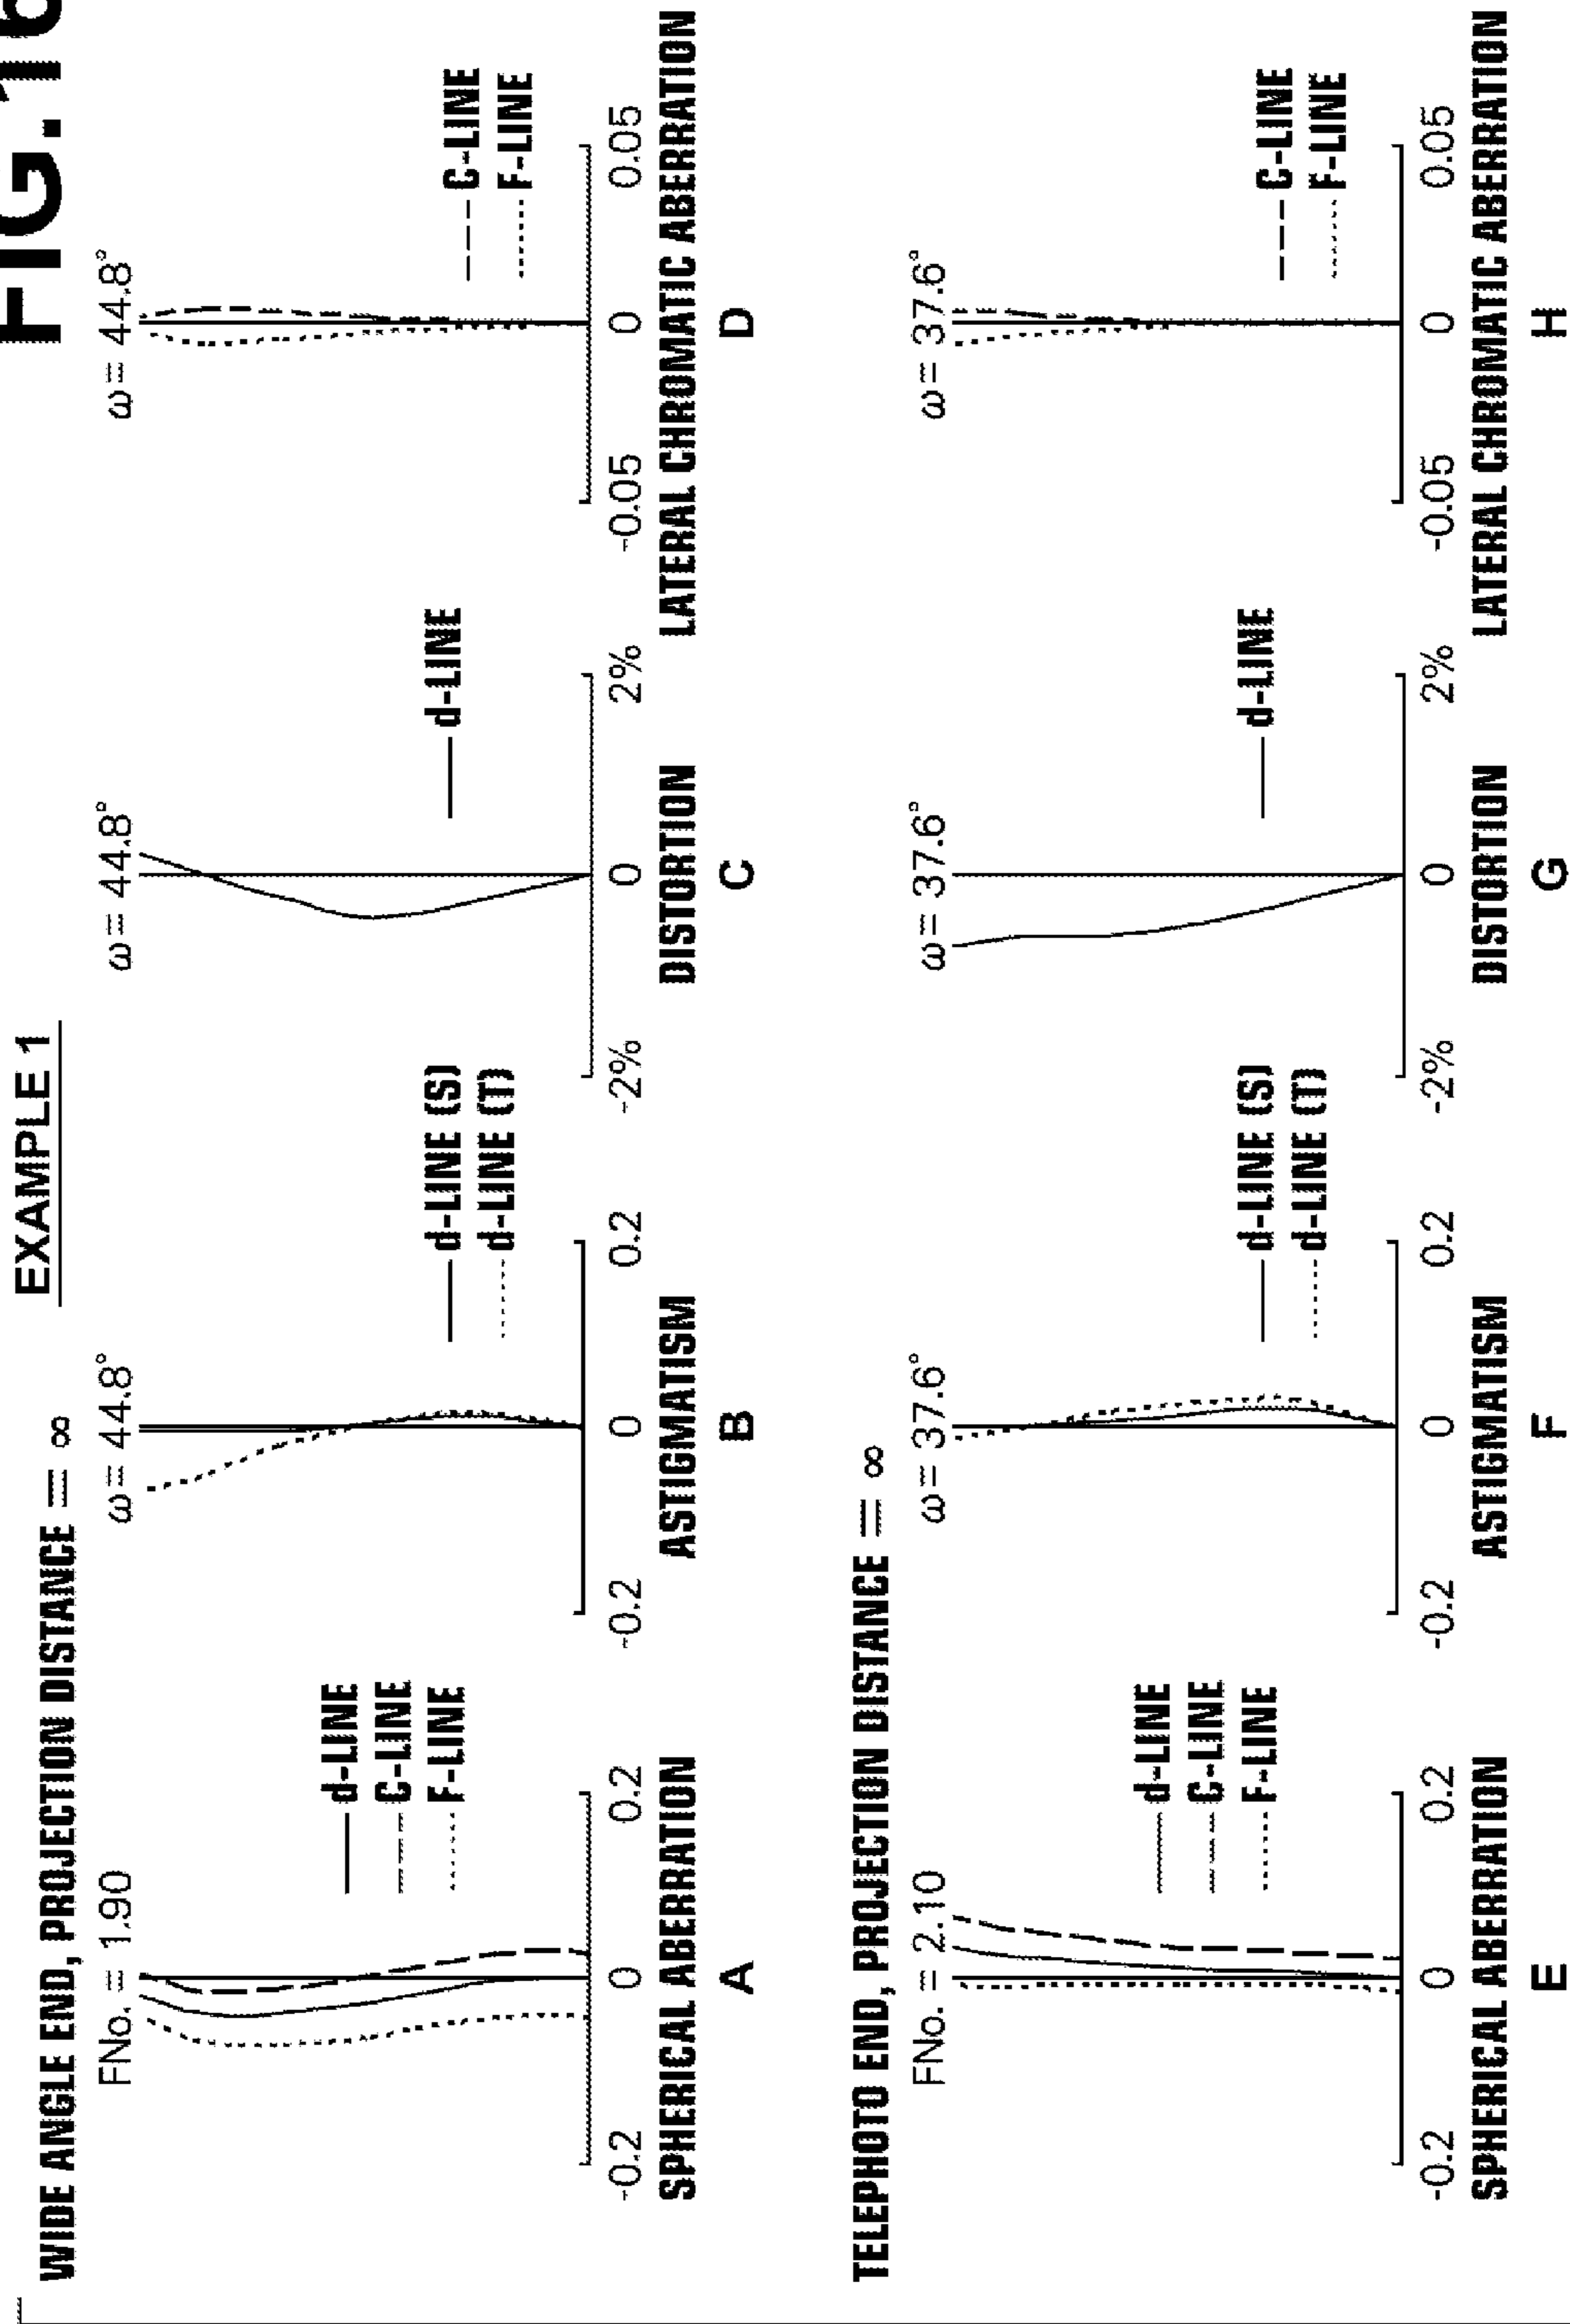 FIG.16
EXAMPLE 1
WIDE ANGLE END, PROJECTION DISTANCE = ∞
FNo. = 1.90
d-LINE
C-LINE
F-LINE
-0.2 0 0.2
SPHERICAL ABERRATION
A
ω= 44.8°
d-LINE (S)
d-LINE (T)
-0.2 0 0.2
ASTIGMATISM
B
ω= 44.8°
d-LINE
-2% 0 2%
DISTORTION
C
ω= 44.8°
C-LINE
F-LINE
-0.05 0 0.05
LATERAL CHROMATIC ABERRATION
D
TELEPHOTO END, PROJECTION DISTANCE = ∞
FNo. = 2.10
d-LINE
C-LINE
F-LINE
-0.2 0 0.2
SPHERICAL ABERRATION
E
ω= 37.6°
d-LINE (S)
d-LINE (T)
-0.2 0 0.2
ASTIGMATISM
F
ω= 37.6°
d-LINE
-2% 0 2%
DISTORTION
G
ω= 37.6°
C-LINE
F-LINE
-0.05 0 0.05
LATERAL CHROMATIC ABERRATION
H